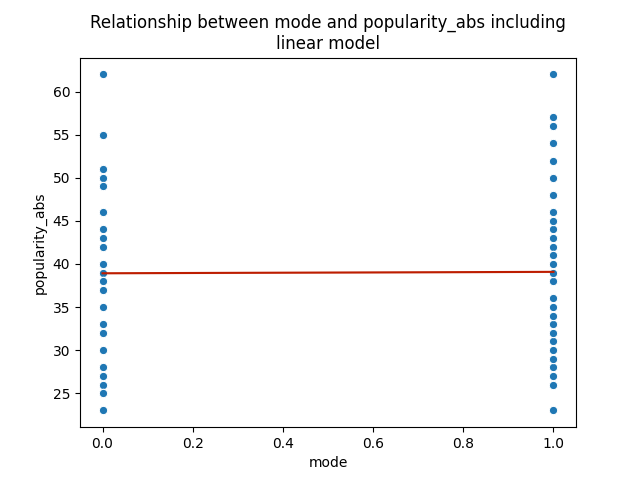 Relationship between mode and popularity_abs including
linear model
popularity_abs
60
55
50
45
40
35
30
25
0.0 0.2 0.4 0.6 0.8 1.0
mode